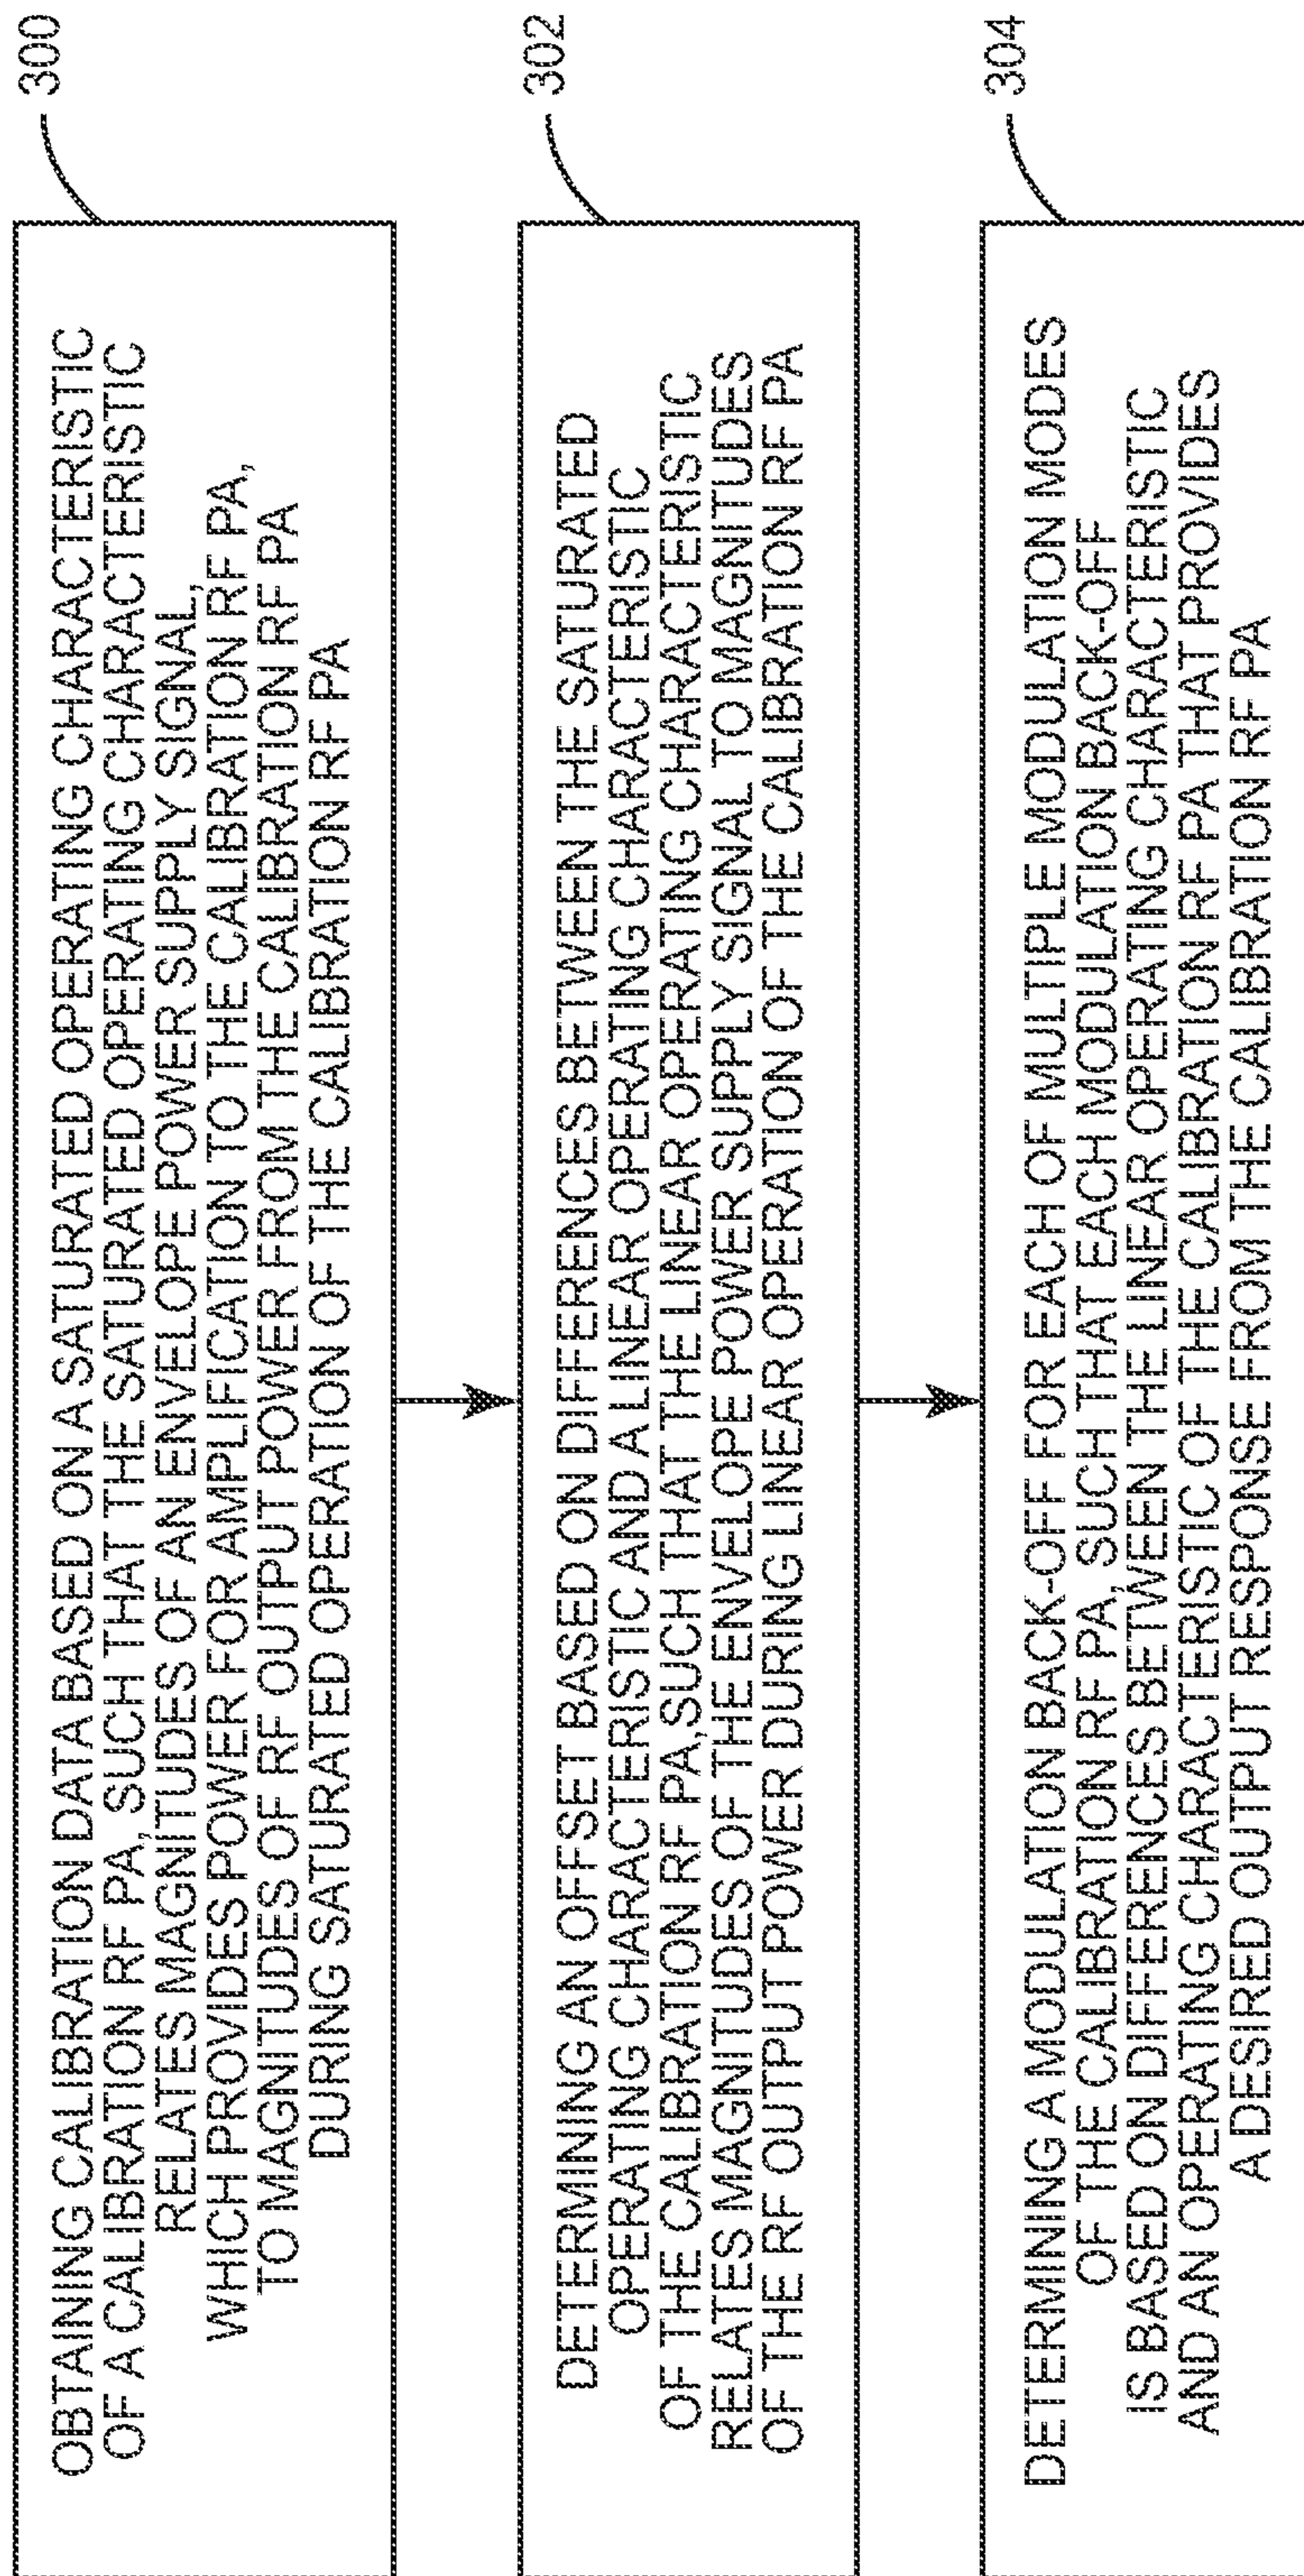 300
OBTAINING CALIBRATION DATA BASED ON A SATURATED OPERATING CHARACTERISTIC
OF A CALIBRATION RF PA, SUCH THAT THE SATURATED OPERATING CHARACTERISTIC
RELATES MAGNITUDES OF AN ENVELOPE POWER SUPPLY SIGNAL,
WHICH PROVIDES POWER FOR AMPLIFICATION TO THE CALIBRATION RF PA,
TO MAGNITUDES OF RF OUTPUT POWER FROM THE CALIBRATION RF PA
DURING SATURATED OPERATION OF THE CALIBRATION RF PA
302
DETERMINING AN OFFSET BASED ON DIFFERENCES BETWEEN THE SATURATED
OPERATING CHARACTERISTIC AND A LINEAR OPERATING CHARACTERISTIC
OF THE CALIBRATION RF PA,SUCH THAT THE LINEAR OPERATING CHARACTERISTIC
RELATES MAGNITUDES OF THE ENVELOPE POWER SUPPLY SIGNAL TO MAGNITUDES
OF THE RF OUTPUT POWER DURING LINEAR OPERATION OF THE CALIBRATION RF PA
304
DETERMINING A MODULATION BACK-OFF FOR EACH OF MULTIPLE MODULATION MODES
OF THE CALIBRATION RF PA, SUCH THAT EACH MODULATION BACK-OFF
IS BASED ON DIFFERENCES BETWEEN THE LINEAR OPERATING CHARACTERISTIC
AND AN OPERATING CHARACTERISTIC OF THE CALIBRATION RF PA THAT PROVIDES
A DESIRED OUTPUT RESPONSE FROM THE CALIBRATION RF PA